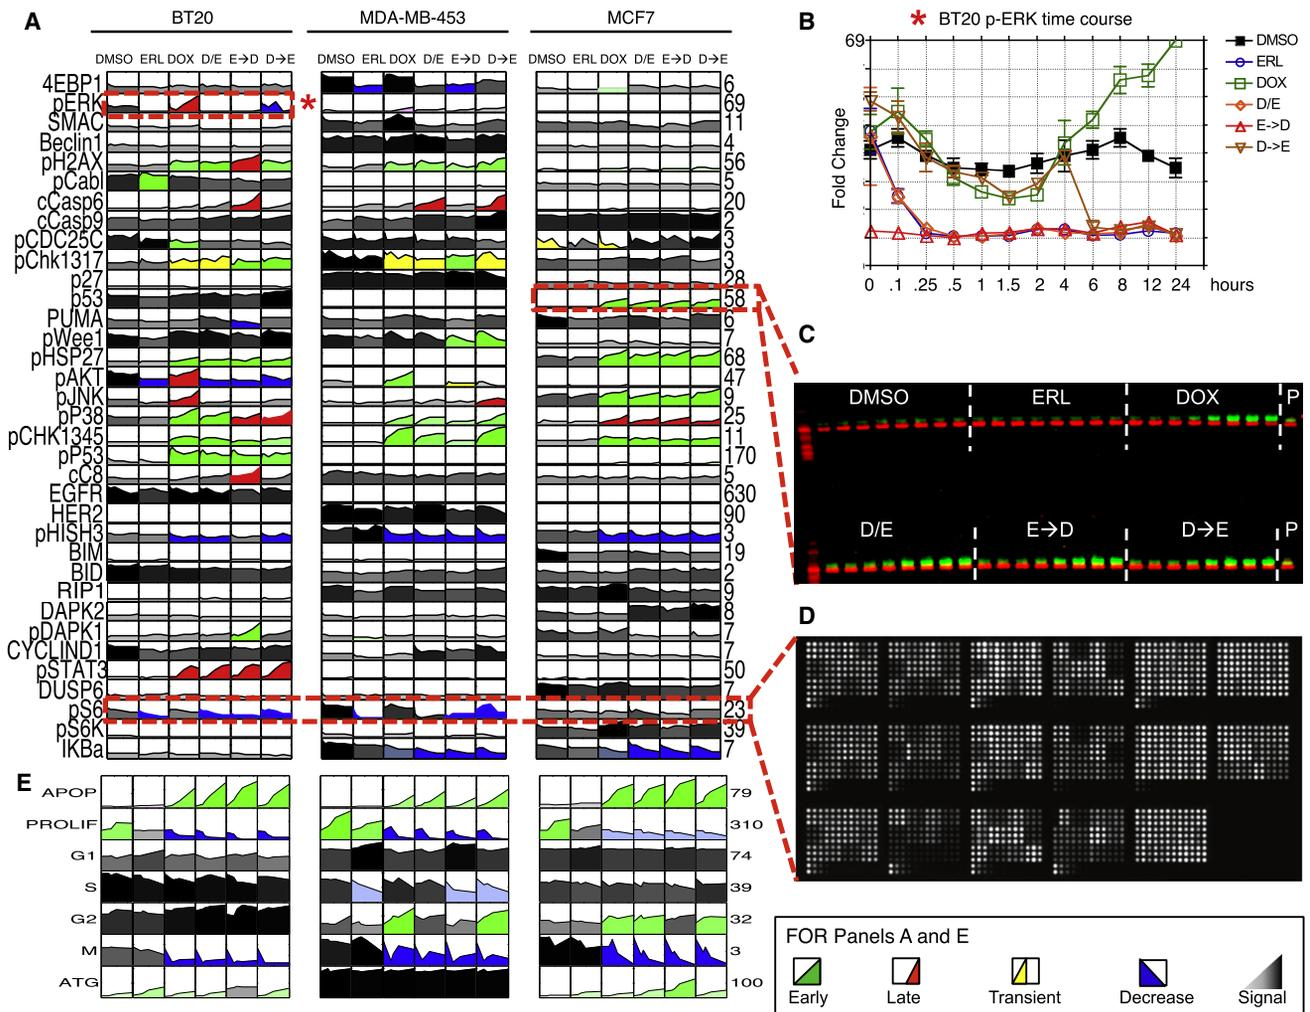 A
BT20
MDA-MB-453
MCF7
DMSO ERL DOX D/E E→D D→E
DMSO ERL DOX D/E E→D D→E
DMSO ERL DOX D/E E→D D→E
4EBP1 6
pERK * 69
SMAC 11
Beclin1 4
pH2AX 56
pCabl 5
cCasp6 20
cCasp9 2
pCDC25C 3
pChk1317 3
p27 28
p53 58
PUMA 6
pWee1 7
pHSP27 68
pAKT 47
pJNK 9
pP38 25
pCHK1345 11
pP53 170
cC8 5
EGFR 630
HER2 90
pHISH3 3
BIM 19
BID 2
RIP1 9
DAPK2 8
pDAPK1 7
CYCLIND1 7
pSTAT3 50
DUSP6 7
pS6 23
pS6K 39
IKBa 7
B
* BT20 p-ERK time course
69
Fold Change
0 .1 .25 .5 1 1.5 2 4 6 8 12 24 hours
DMSO
ERL
DOX
D/E
E->D
D->E
C
DMSO ERL DOX P
D/E E→D D→E P
D
E
APOP 79
PROLIF 310
G1 74
S 39
G2 32
M 3
ATG 100
FOR Panels A and E
Early Late Transient Decrease Signal